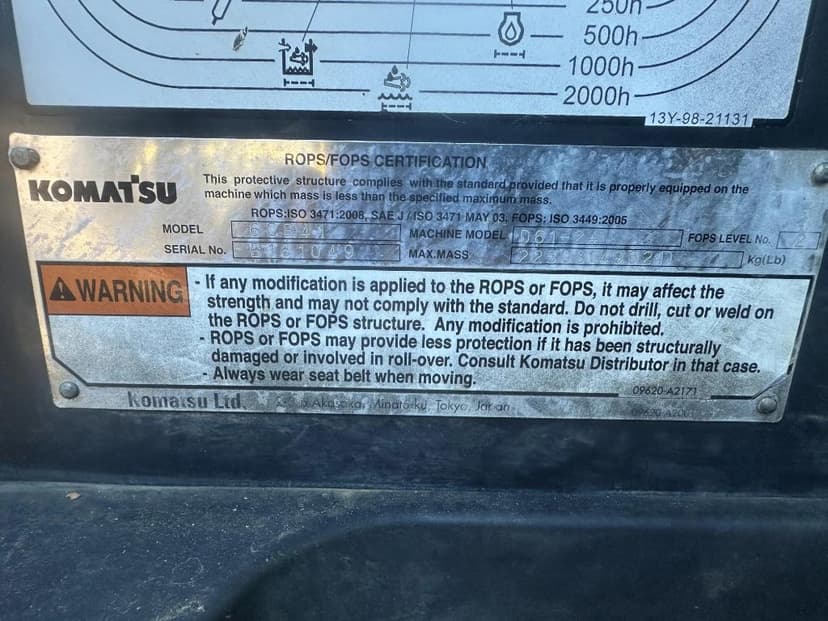 250h
500h
1000h
2000h
13Y-98-21131
ROPS/FOPS CERTIFICATION
KOMATSU
This protective structure complies with the standard provided that it is properly equipped on the
machine which mass is less than the specified maximum mass.
ROPS:ISO 3471:2008, SAE J / ISO 3471 MAY 03, FOPS: ISO 3449:2005
MODEL MACHINE MODEL D61- FOPS LEVEL No. 2
SERIAL No. MAX.MASS kg(Lb)
WARNING
- If any modification is applied to the ROPS or FOPS, it may affect the
strength and may not comply with the standard. Do not drill, cut or weld on
the ROPS or FOPS structure. Any modification is prohibited.
- ROPS or FOPS may provide less protection if it has been structurally
damaged or involved in roll-over. Consult Komatsu Distributor in that case.
- Always wear seat belt when moving.
09620-A2171
Komatsu Ltd. Akasaka, Minato-ku, Tokyo, Japan
09620-A2001